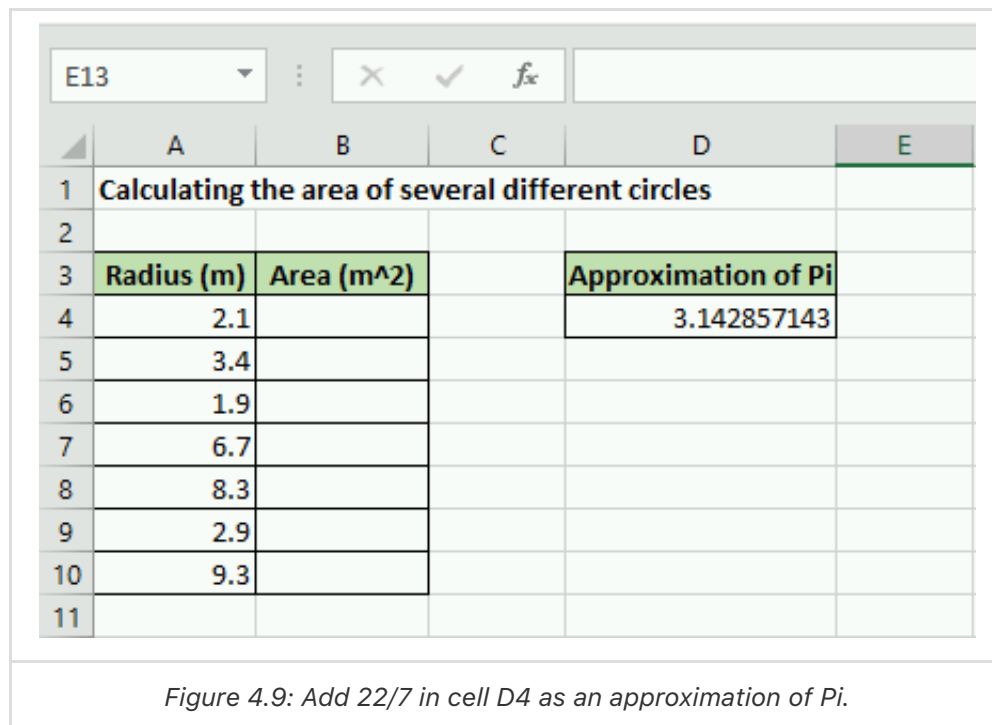 E13 fx
A B C D E
1 Calculating the area of several different circles
2
3 Radius (m) Area (m^2) Approximation of Pi
4 2.1 3.142857143
5 3.4
6 1.9
7 6.7
8 8.3
9 2.9
10 9.3
11
Figure 4.9: Add 22/7 in cell D4 as an approximation of Pi.